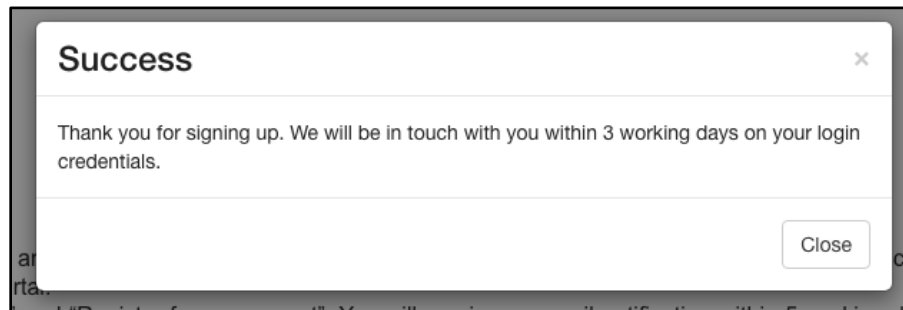 Success
×
Thank you for signing up. We will be in touch with you within 3 working days on your login
credentials.
Close